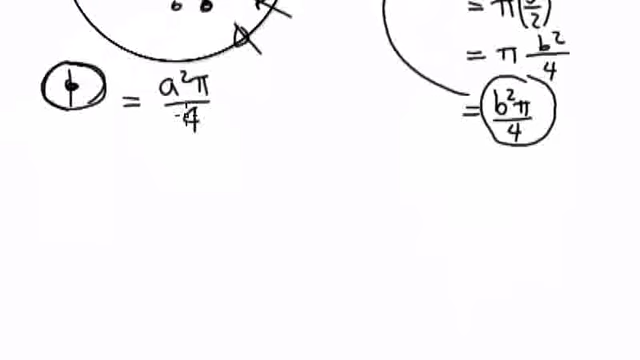 = π(b/2)
= π b²/4
= a²π/4
= b²π/4